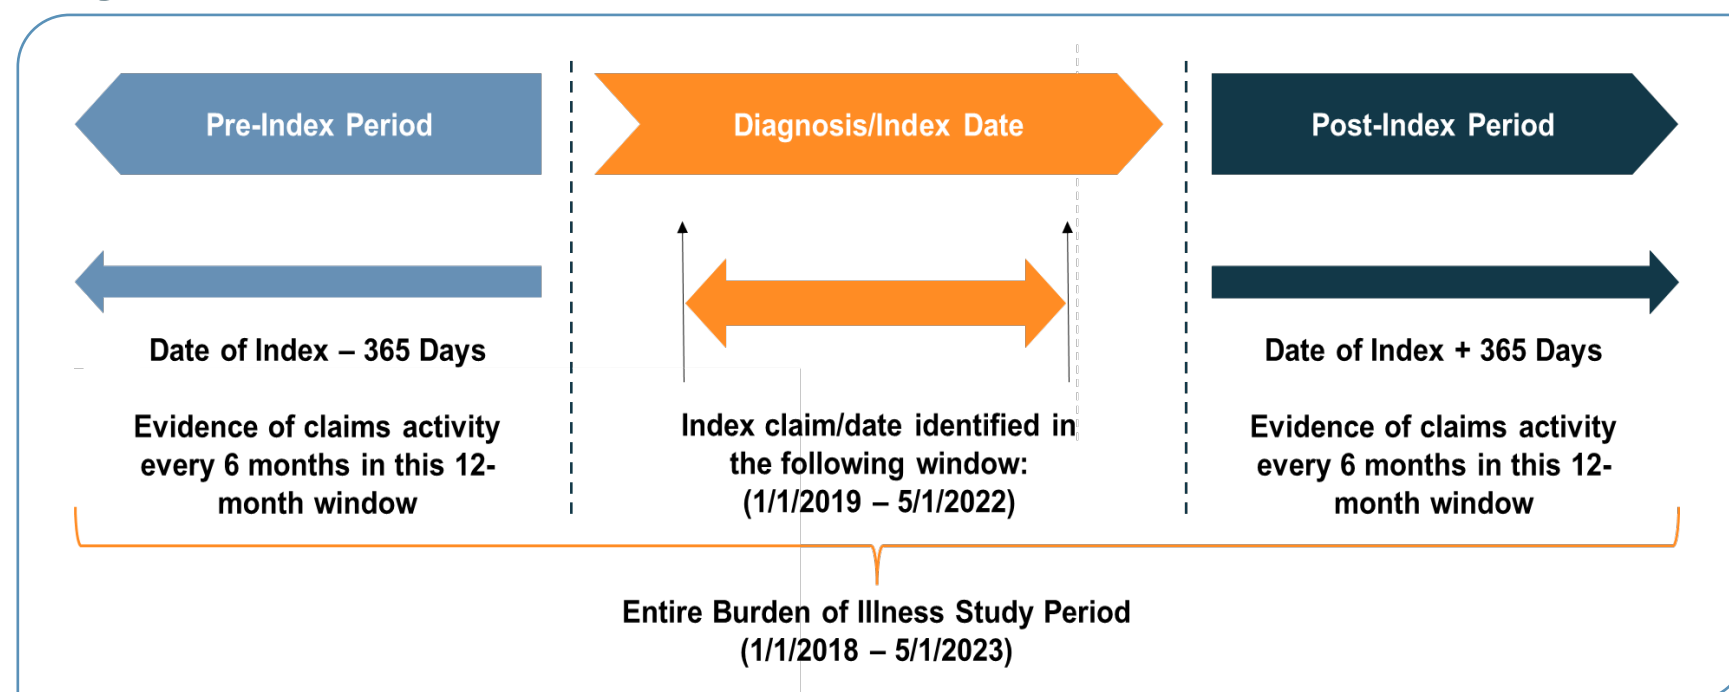 Pre-Index Period
Diagnosis/Index Date
Post-Index Period
Date of Index – 365 Days
Evidence of claims activity
every 6 months in this 12-
month window
Index claim/date identified in
the following window:
(1/1/2019 – 5/1/2022)
Date of Index + 365 Days
Evidence of claims activity
every 6 months in this 12-
month window
Entire Burden of Illness Study Period
(1/1/2018 – 5/1/2023)